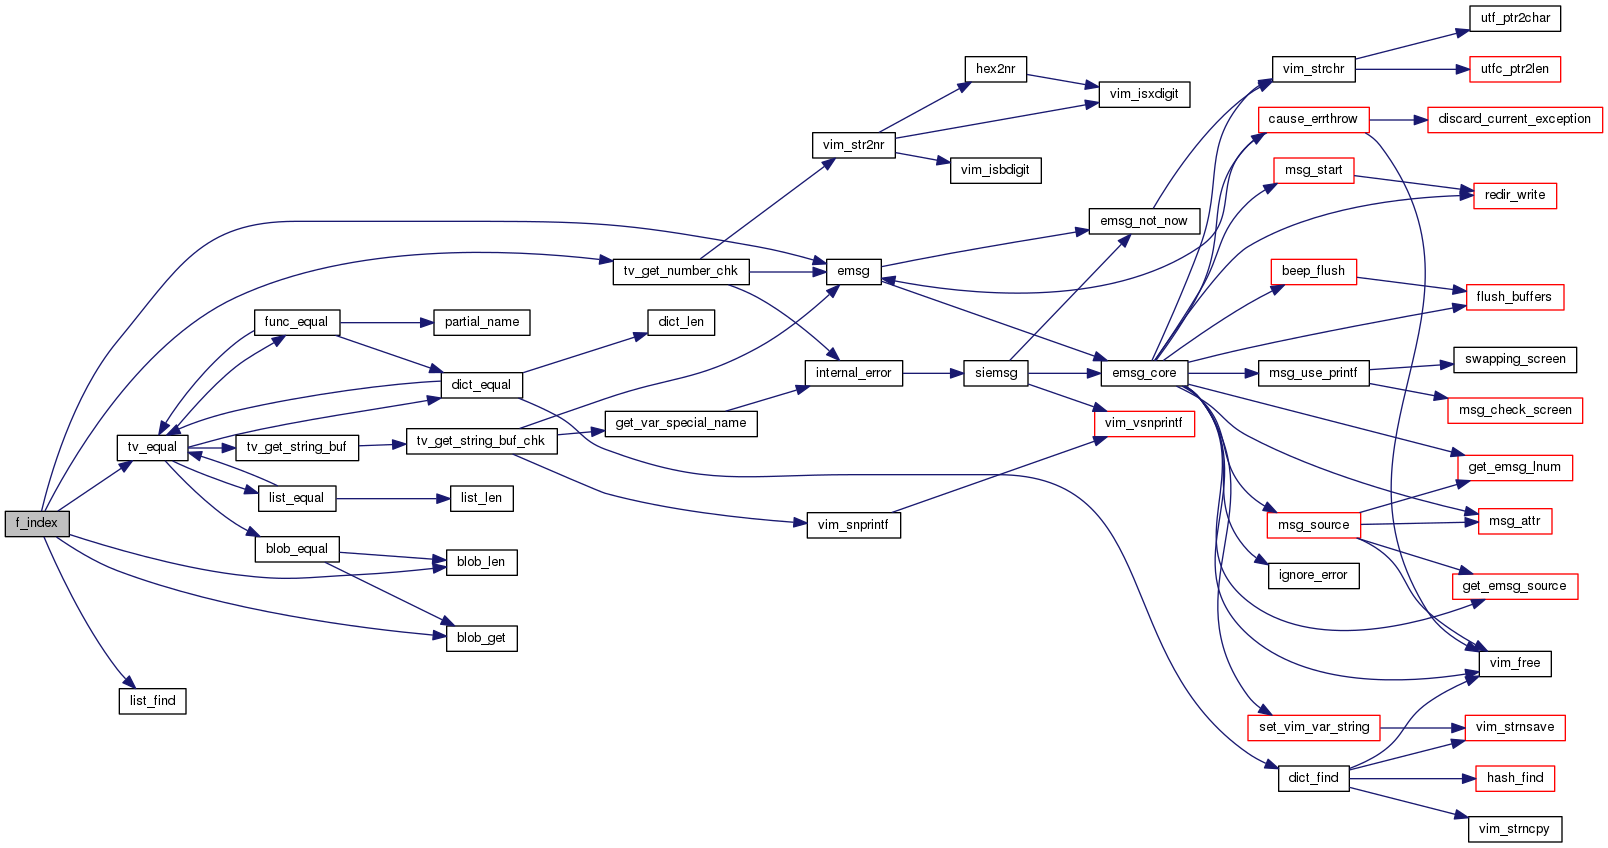 utf_ptr2char
vim_strchr
utfc_ptr2len
hex2nr
vim_isxdigit
cause_errthrow
discard_current_exception
vim_str2nr
vim_isbdigit
msg_start
redir_write
emsg_not_now
tv_get_number_chk
emsg
beep_flush
flush_buffers
func_equal
partial_name
dict_len
dict_equal
internal_error
siemsg
emsg_core
msg_use_printf
swapping_screen
msg_check_screen
get_var_special_name
vim_vsnprintf
tv_equal
tv_get_string_buf
tv_get_string_buf_chk
get_emsg_lnum
list_equal
list_len
f_index
vim_snprintf
msg_source
msg_attr
blob_equal
blob_len
ignore_error
get_emsg_source
blob_get
vim_free
list_find
set_vim_var_string
vim_strnsave
dict_find
hash_find
vim_strncpy